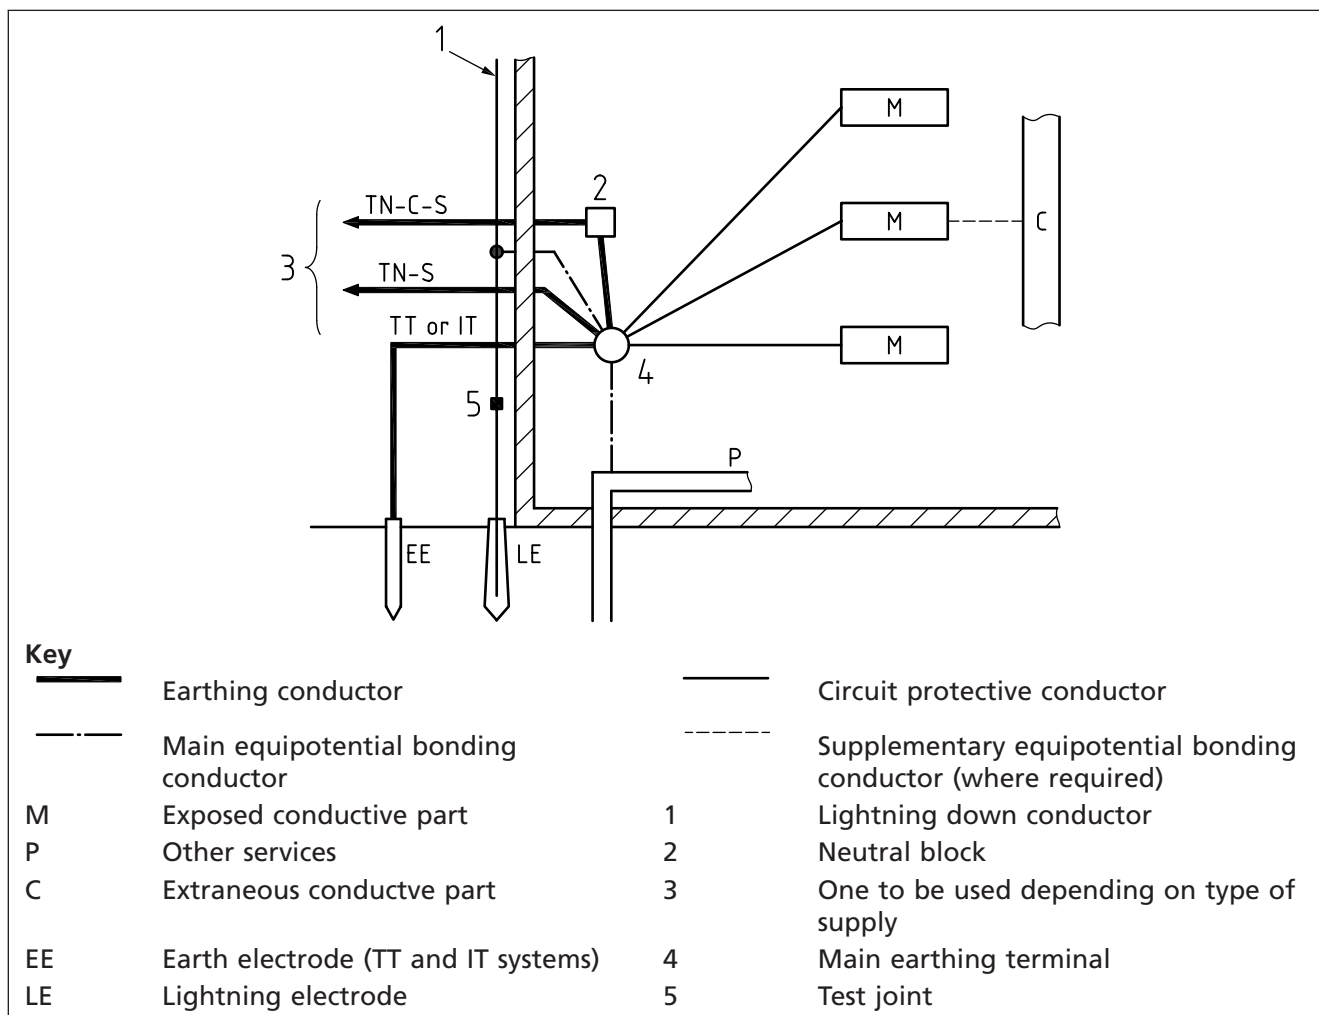 1
M
2
TN-C-S
M
C
3
TN-S
TT or IT
M
4
5
P
EE
LE
Key
Earthing conductor
Circuit protective conductor
Main equipotential bonding
conductor
Supplementary equipotential bonding
conductor (where required)
M Exposed conductive part 1 Lightning down conductor
P Other services 2 Neutral block
C Extraneous conductve part 3 One to be used depending on type of
supply
EE Earth electrode (TT and IT systems) 4 Main earthing terminal
LE Lightning electrode 5 Test joint